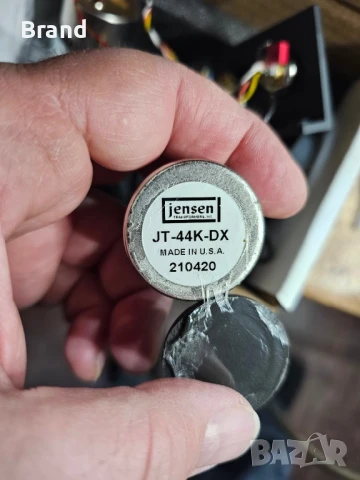 Brand
jensen
TRANSFORMERS, INC.
JT-44K-DX
MADE IN U.S.A.
210420
BAZAR